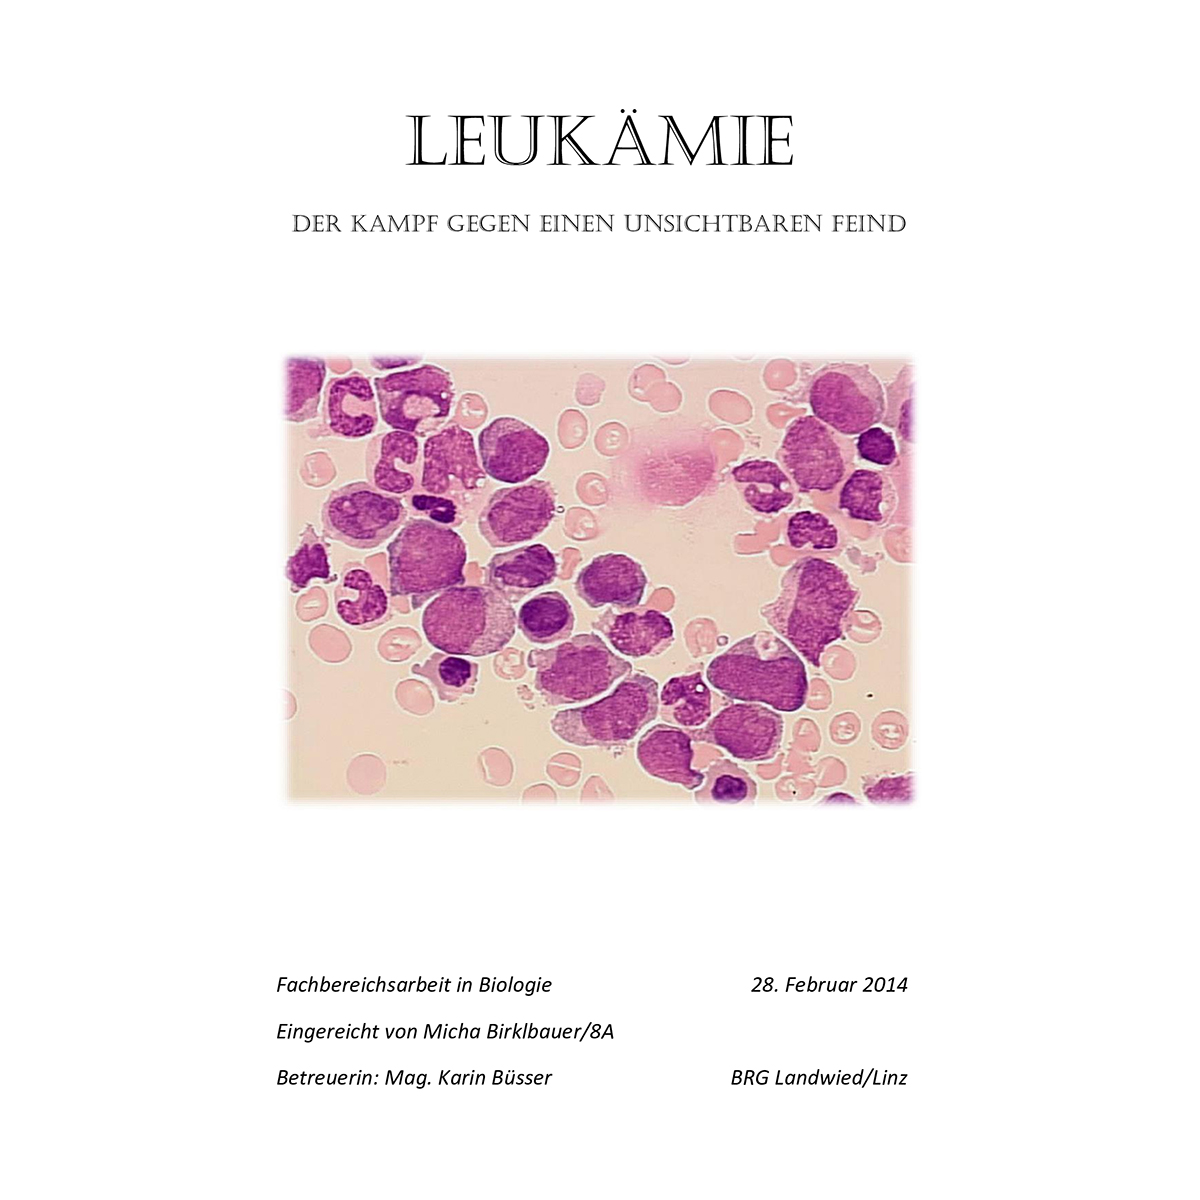 LEUKÄMIE
DER KAMPF GEGEN EINEN UNSICHTBAREN FEIND
Fachbereichsarbeit in Biologie 28. Februar 2014
Eingereicht von Micha Birklbauer/8A
Betreuerin: Mag. Karin Büsser BRG Landwied/Linz